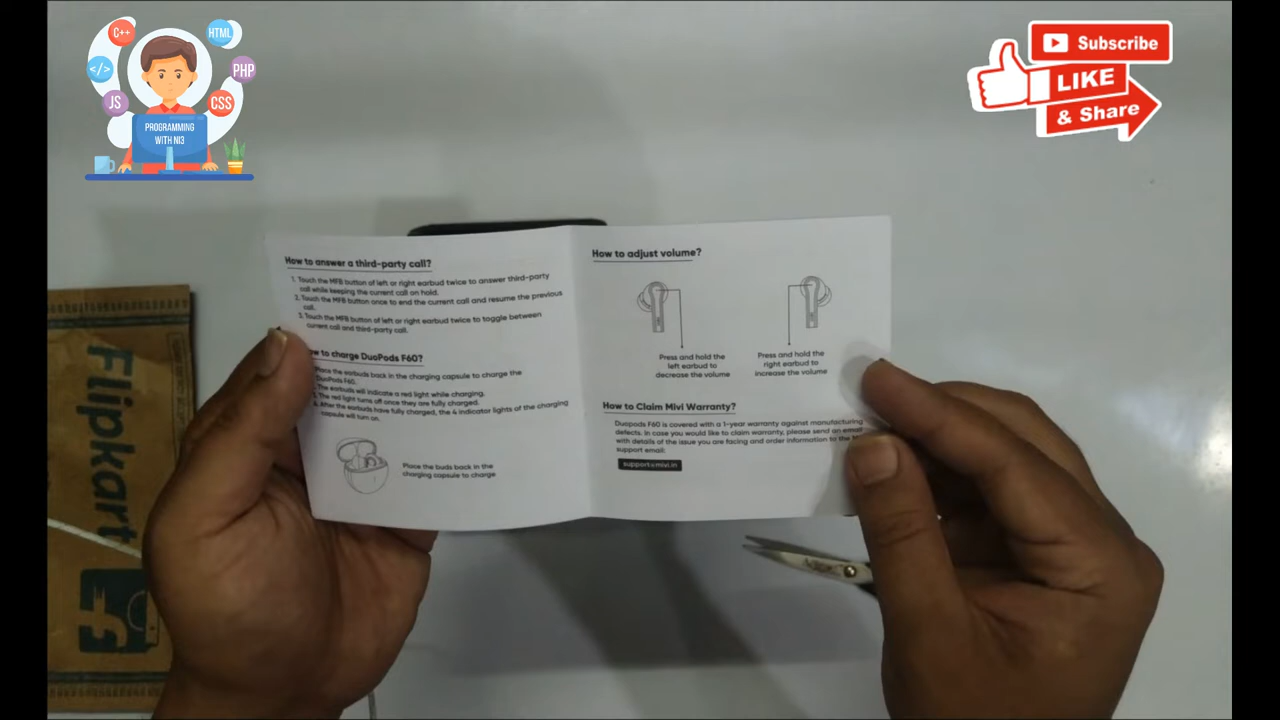 C++
HTML
</>
PHP
JS
CSS
PROGRAMMING
WITH NI3
Subscribe
LIKE
& Share
How to answer a third-party call?
1. Touch the MFB button of left or right earbud twice to answer third-party
call while keeping the current call on hold.
2. Touch the MFB button once to end the current call and resume the previous
call.
3. Touch the MFB button of left or right earbud twice to toggle between
current call and third-party call.
ow to charge DuoPods F60?
Place the earbuds back in the charging capsule to charge the
DuoPods F60.
The earbuds will indicate a red light while charging.
The red light turns off once they are fully charged.
4. After the earbuds have fully charged, the 4 indicator lights of the charging
capsule will turn on.
Place the buds back in the
charging capsule to charge
How to adjust volume?
Press and hold the
left earbud to
decrease the volume
Press and hold the
right earbud to
increase the volume
How to Claim Mivi Warranty?
Duopods F60 is covered with a 1-year warranty against manufacturing
defects. In case you would like to claim warranty, please send an email
with details of the issue you are facing and order information to the
support email:
support@mivi.in
Flipkart